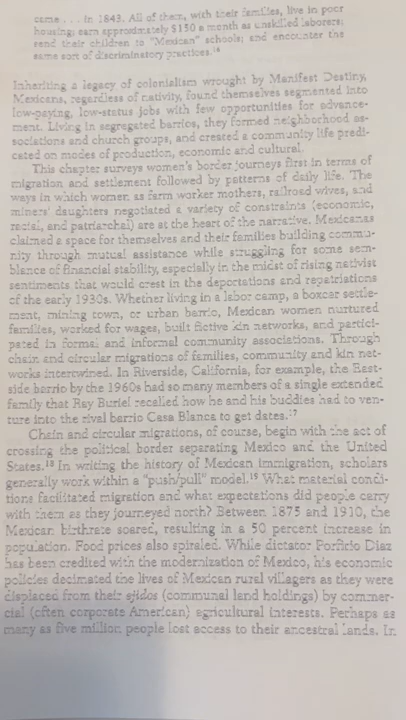 came . . . in 1843. All of them, with their families, live in poor
housing; earn approximately $150 a month as unskilled laborers;
send their children to "Mexican" schools; and encounter the
same sort of discriminatory practices.¹⁶
Inheriting a legacy of colonialism wrought by Manifest Destiny,
Mexicans, regardless of nativity, found themselves segmented into
low-paying, low-status jobs with few opportunities for advance-
ment. Living in segregated barrios, they formed neighborhood as-
sociations and church groups, and created a community life predi-
cated on modes of production, economic and cultural.
This chapter surveys women's border journeys first in terms of
migration and settlement followed by patterns of daily life. The
ways in which women as farm worker mothers, railroad wives, and
miners' daughters negotiated a variety of constraints (economic,
racial, and patriarchal) are at the heart of the narrative. Mexicanas
claimed a space for themselves and their families building commu-
nity through mutual assistance while struggling for some sem-
blance of financial stability, especially in the midst of rising nativist
sentiments that would crest in the deportations and repatriations
of the early 1930s. Whether living in a labor camp, a boxcar settle-
ment, mining town, or urban barrio, Mexican women nurtured
families, worked for wages, built fictive kin networks, and partici-
pated in formal and informal community associations. Through
chain and circular migrations of families, community and kin net-
works intertwined. In Riverside, California, for example, the East-
side barrio by the 1960s had so many members of a single extended
family that Ray Buriel recalled how he and his buddies had to ven-
ture into the rival barrio Casa Blanca to get dates.¹⁷
Chain and circular migrations, of course, begin with the act of
crossing the political border separating Mexico and the United
States.¹⁸ In writing the history of Mexican immigration, scholars
generally work within a "push/pull" model.¹⁹ What material condi-
tions facilitated migration and what expectations did people carry
with them as they journeyed north? Between 1875 and 1910, the
Mexican birthrate soared, resulting in a 50 percent increase in
population. Food prices also spiraled. While dictator Porfirio Díaz
has been credited with the modernization of Mexico, his economic
policies decimated the lives of Mexican rural villagers as they were
displaced from their ejidos (communal land holdings) by commer-
cial (often corporate American) agricultural interests. Perhaps as
many as five million people lost access to their ancestral lands. In